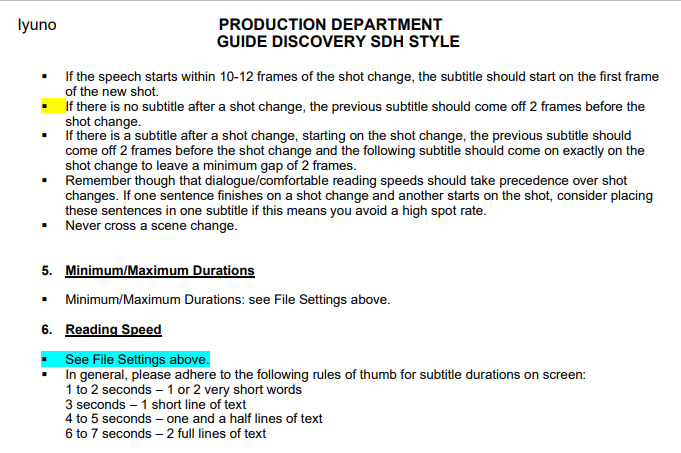 Iyuno
PRODUCTION DEPARTMENT
GUIDE DISCOVERY SDH STYLE
▪ If the speech starts within 10-12 frames of the shot change, the subtitle should start on the first frame
of the new shot.
▪ If there is no subtitle after a shot change, the previous subtitle should come off 2 frames before the
shot change.
▪ If there is a subtitle after a shot change, starting on the shot change, the previous subtitle should
come off 2 frames before the shot change and the following subtitle should come on exactly on the
shot change to leave a minimum gap of 2 frames.
▪ Remember though that dialogue/comfortable reading speeds should take precedence over shot
changes. If one sentence finishes on a shot change and another starts on the shot, consider placing
these sentences in one subtitle if this means you avoid a high spot rate.
▪ Never cross a scene change.
5. Minimum/Maximum Durations
▪ Minimum/Maximum Durations: see File Settings above.
6. Reading Speed
▪ See File Settings above.
▪ In general, please adhere to the following rules of thumb for subtitle durations on screen:
1 to 2 seconds – 1 or 2 very short words
3 seconds – 1 short line of text
4 to 5 seconds – one and a half lines of text
6 to 7 seconds – 2 full lines of text